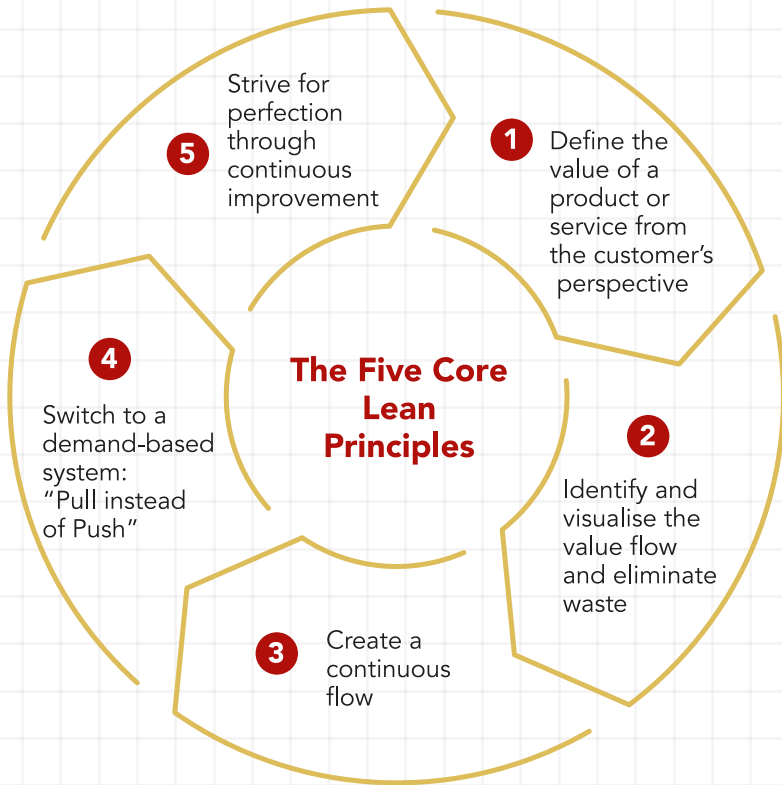 The Five Core
Lean
Principles
1
Define the
value of a
product or
service from
the customer’s
perspective
2
Identify and
visualise the
value flow
and eliminate
waste
3
Create a
continuous
flow
4
Switch to a
demand-based
system:
“Pull instead
of Push”
5
Strive for
perfection
through
continuous
improvement